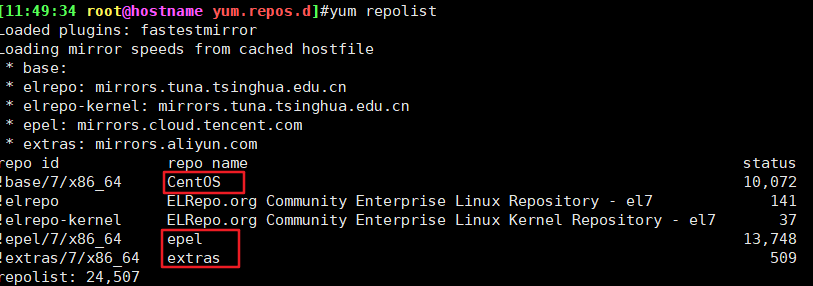 [11:49:34 root@hostname yum.repos.d]#yum repolist
Loaded plugins: fastestmirror
Loading mirror speeds from cached hostfile
 * base:
 * elrepo: mirrors.tuna.tsinghua.edu.cn
 * elrepo-kernel: mirrors.tuna.tsinghua.edu.cn
 * epel: mirrors.cloud.tencent.com
 * extras: mirrors.aliyun.com
repo id repo name status
!base/7/x86_64 CentOS 10,072
!elrepo ELRepo.org Community Enterprise Linux Repository - el7 141
!elrepo-kernel ELRepo.org Community Enterprise Linux Kernel Repository - el7 37
!epel/7/x86_64 epel 13,748
!extras/7/x86_64 extras 509
repolist: 24,507